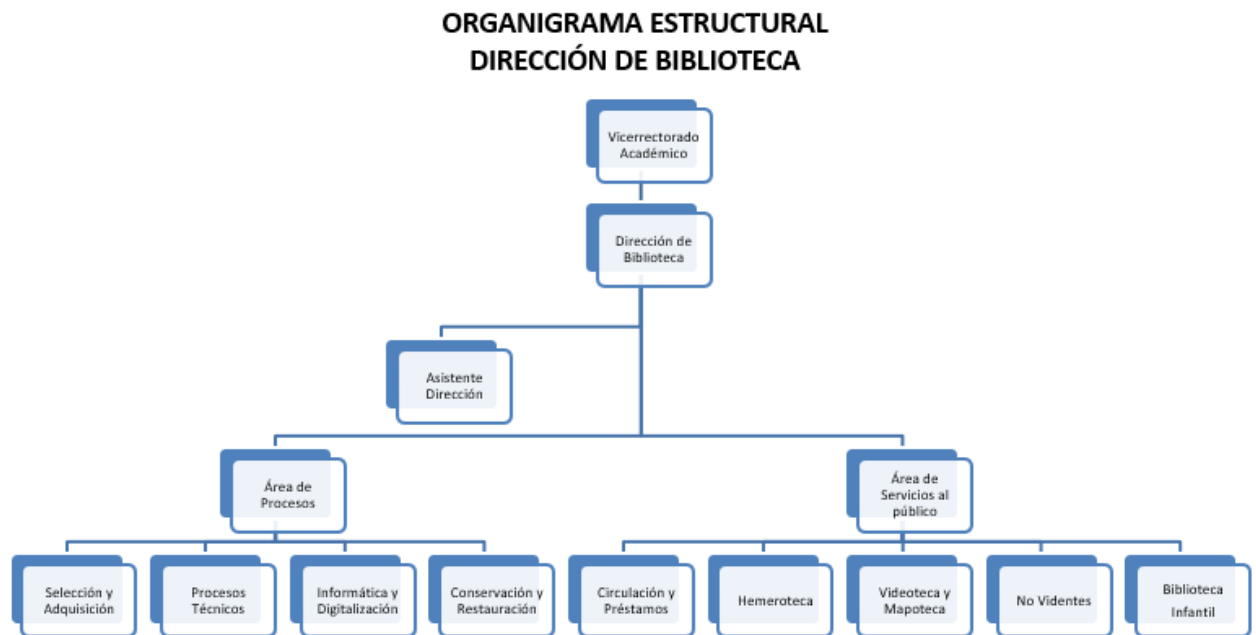 ORGANIGRAMA ESTRUCTURAL
DIRECCIÓN DE BIBLIOTECA
Vicerrectorado
Académico
Dirección de
Biblioteca
Asistente
Dirección
Área de
Procesos
Área de
Servicios al
público
Selección y
Adquisición
Procesos
Técnicos
Informática y
Digitalización
Conservación y
Restauración
Circulación y
Préstamos
Hemeroteca
Videoteca y
Mapoteca
No Videntes
Biblioteca
Infantil